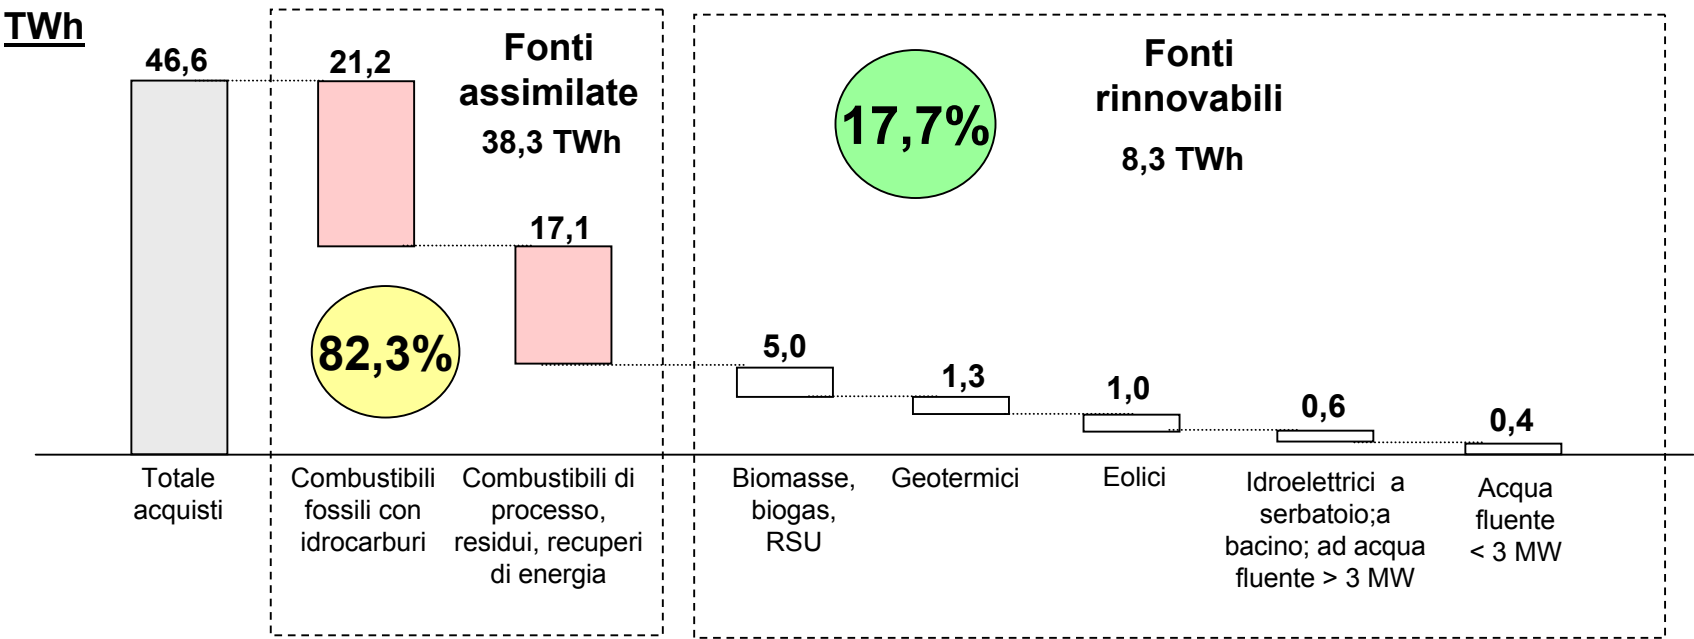 TWh
46,6
21,2
Fonti
assimilate
38,3 TWh
17,1
82,3%
17,7%
Fonti
rinnovabili
8,3 TWh
5,0
1,3
1,0
0,6
0,4
Totale
acquisti
Combustibili
fossili con
idrocarburi
Combustibili di
processo,
residui, recuperi
di energia
Biomasse,
biogas,
RSU
Geotermici
Eolici
Idroelettrici a
serbatoio;a
bacino; ad acqua
fluente > 3 MW
Acqua
fluente
< 3 MW